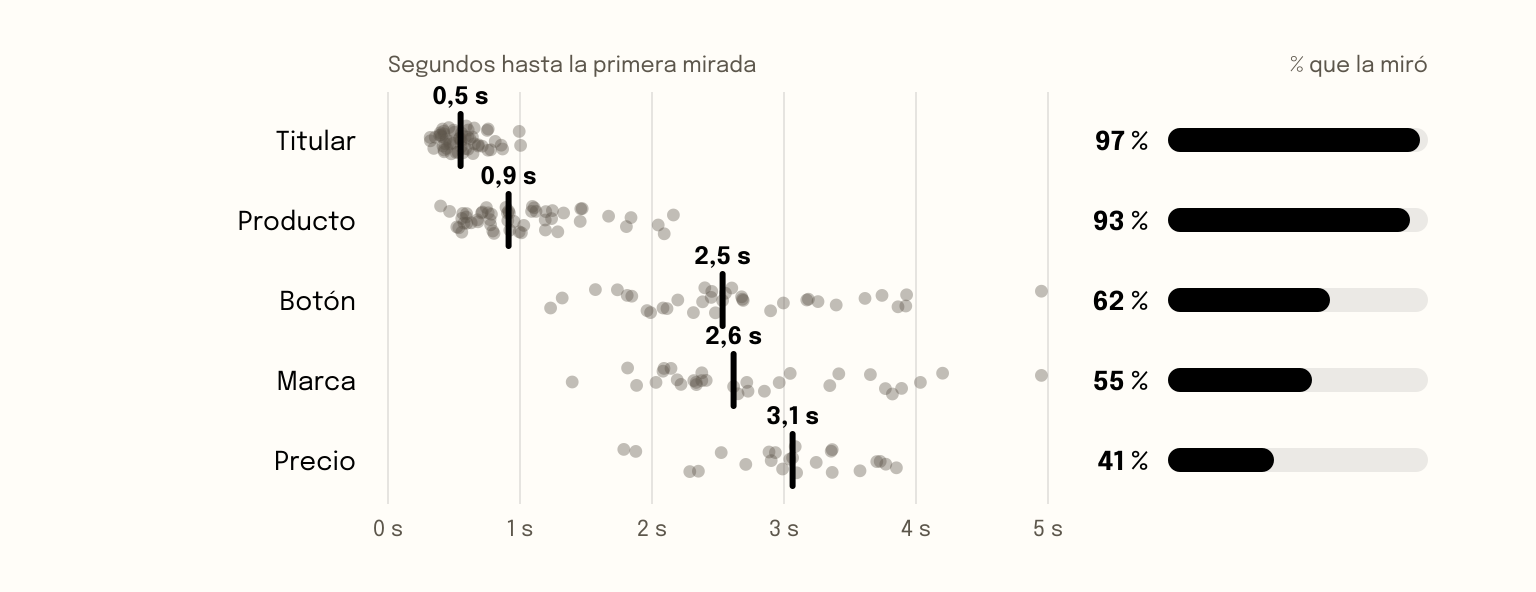 Segundos hasta la primera mirada
% que la miró
0,5 s
Titular
97 %
0,9 s
Producto
93 %
2,5 s
Botón
62 %
2,6 s
Marca
55 %
3,1 s
Precio
41 %
0 s
1 s
2 s
3 s
4 s
5 s